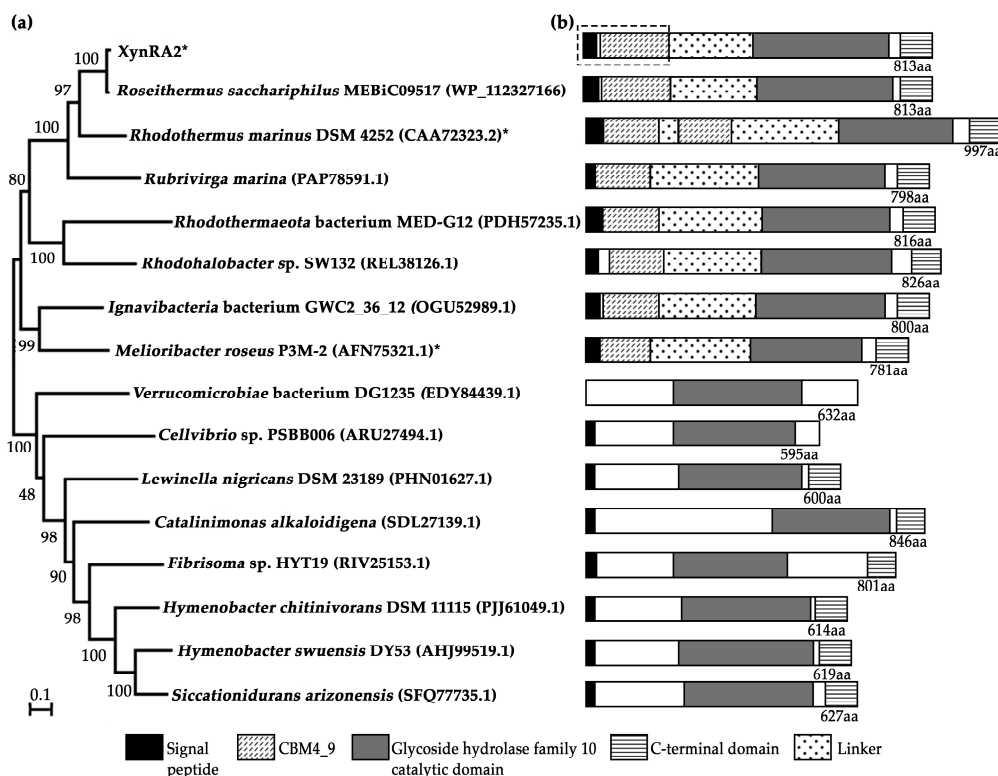 (a) (b)
XynRA2*
100
813aa
97
Roseithermus sacchariphilus MEBiC09517 (WP_112327166)
813aa
100
Rhodothermus marinus DSM 4252 (CAA72323.2)*
997aa
80
Rubrivirga marina (PAP78591.1)
798aa
Rhodothermaeota bacterium MED-G12 (PDH57235.1)
816aa
100
Rhodohalobacter sp. SW132 (REL38126.1)
826aa
Ignavibacteria bacterium GWC2_36_12 (OGU52989.1)
800aa
99
Melioribacter roseus P3M-2 (AFN75321.1)*
781aa
Verrucomicrobiae bacterium DG1235 (EDY84439.1)
632aa
100
Cellvibrio sp. PSBB006 (ARU27494.1)
595aa
48
Lewinella nigricans DSM 23189 (PHN01627.1)
600aa
98
Catalinimonas alkaloidigena (SDL27139.1)
846aa
90
Fibrisoma sp. HYT19 (RIV25153.1)
801aa
98
Hymenobacter chitinivorans DSM 11115 (PJJ61049.1)
614aa
100
Hymenobacter swuensis DY53 (AHJ99519.1)
619aa
100
Siccationidurans arizonensis (SFQ77735.1)
627aa
0.1
Signal peptide
CBM4_9
Glycoside hydrolase family 10 catalytic domain
C-terminal domain
Linker